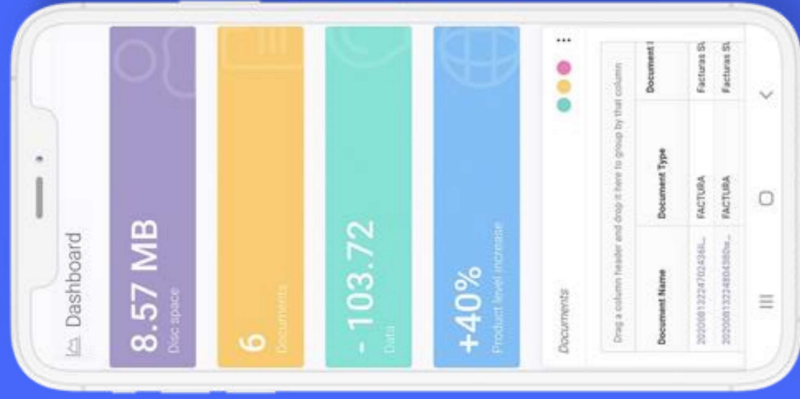 Dashboard
8.57 MB
Disc space
6
Documents
- 103.72
Data
+40%
Product level increase
Documents
Drag a column header and drop it here to group by that column
Document Name Document Type Document
FACTURA Facturas
FACTURA Facturas